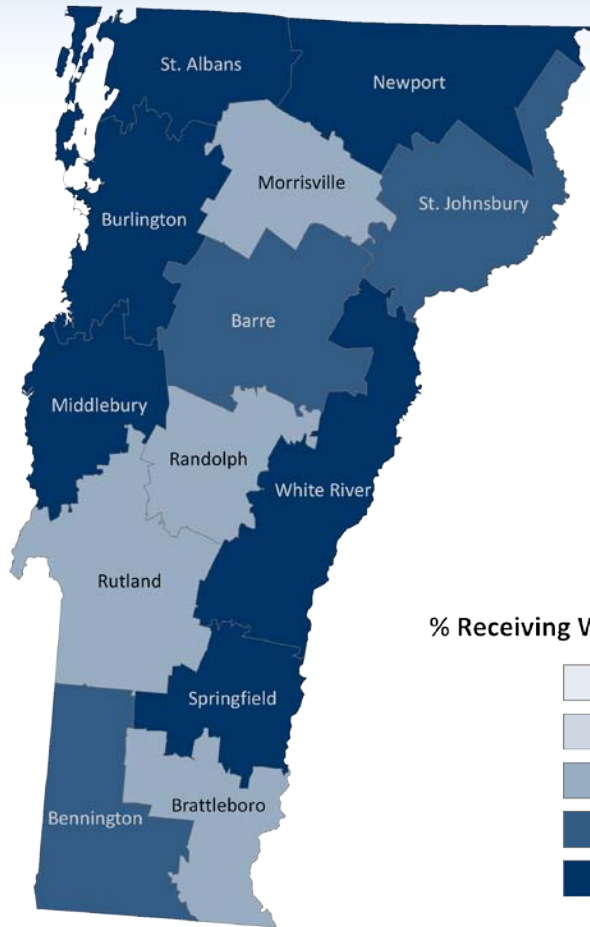 St. Albans
Newport
Morrisville
St. Johnsbury
Burlington
Barre
Middlebury
Randolph
White River
Rutland
% Receiving W
Springfield
Brattleboro
Bennington